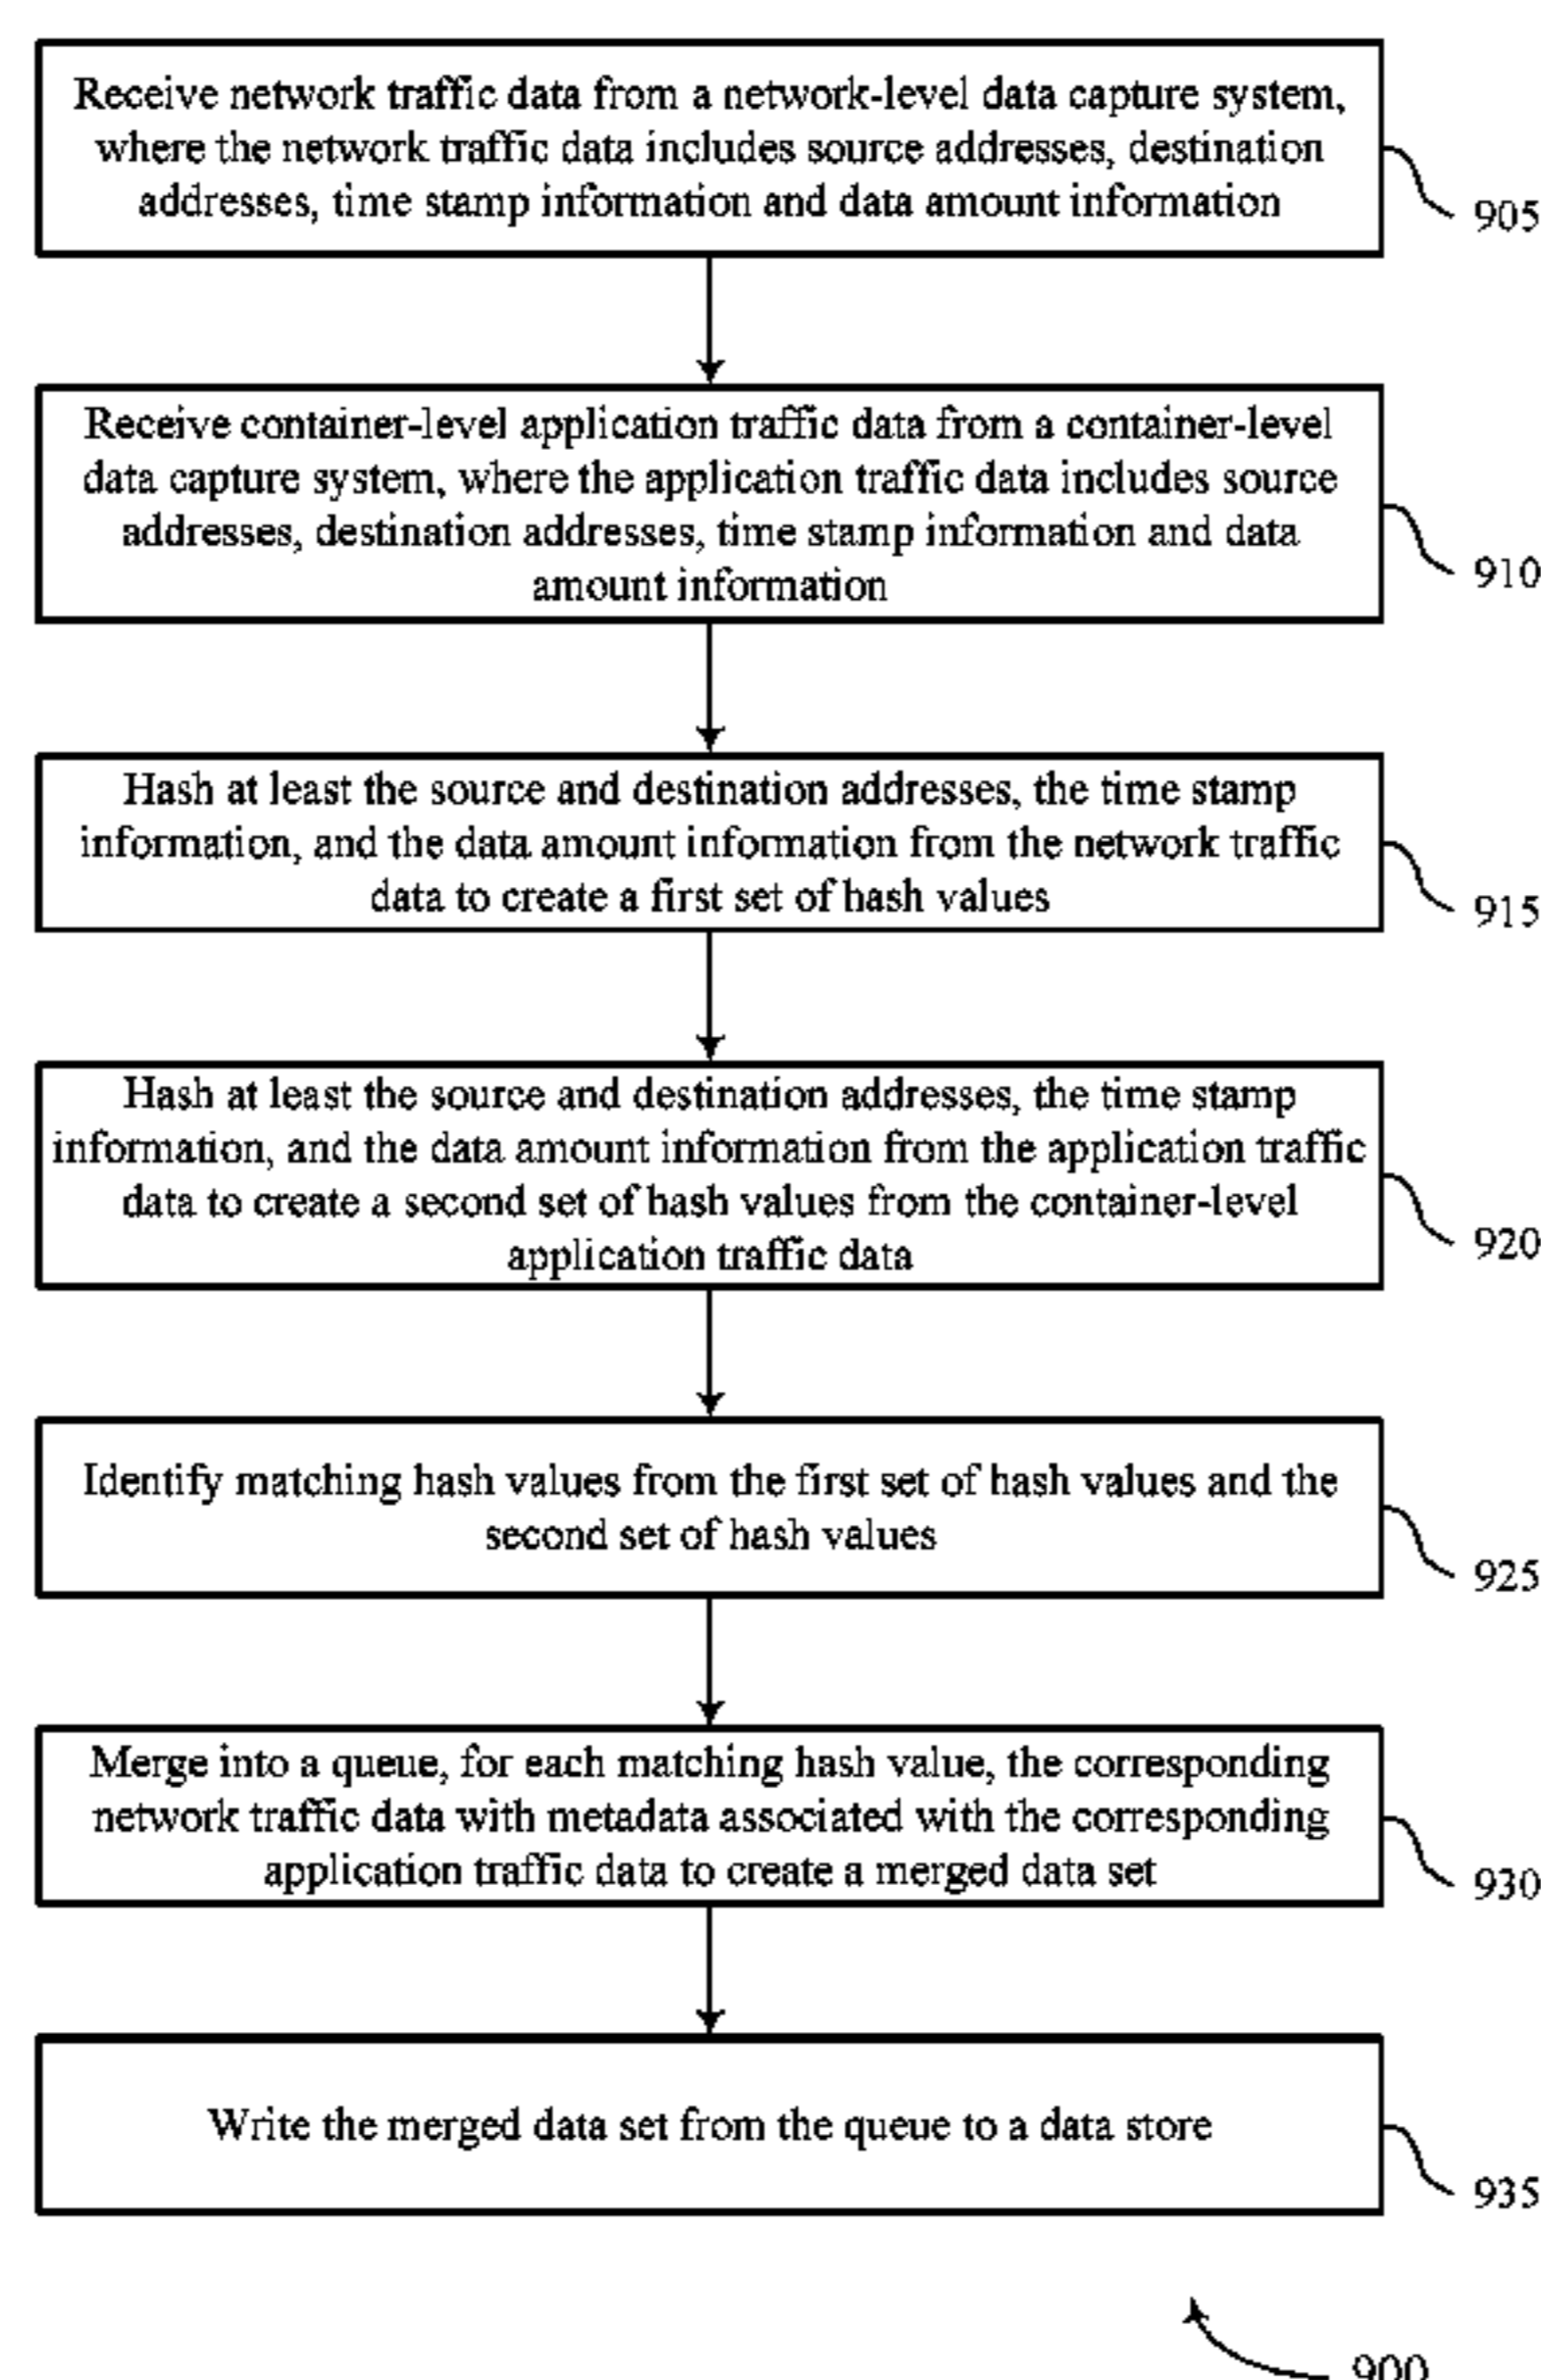 Receive network traffic data from a network-level data capture system,
where the network traffic data includes source addresses, destination
addresses, time stamp information and data amount information
905
Receive container-level application traffic data from a container-level
data capture system, where the application traffic data includes source
addresses, destination addresses, time stamp information and data
amount information
910
Hash at least the source and destination addresses, the time stamp
information, and the data amount information from the network traffic
data to create a first set of hash values
915
Hash at least the source and destination addresses, the time stamp
information, and the data amount information from the application traffic
data to create a second set of hash values from the container-level
application traffic data
920
Identify matching hash values from the first set of hash values and the
second set of hash values
925
Merge into a queue, for each matching hash value, the corresponding
network traffic data with metadata associated with the corresponding
application traffic data to create a merged data set
930
Write the merged data set from the queue to a data store
935
900